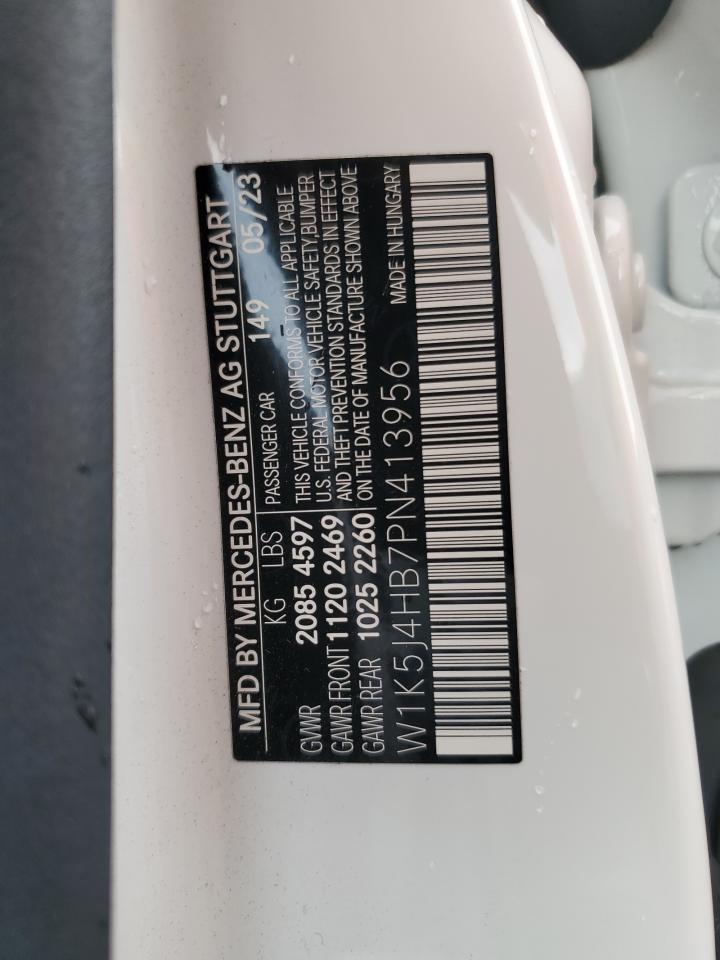 MFD BY MERCEDES-BENZ AG STUTTGART
KG LBS 149 05/23
GVWR 2085 4597 PASSENGER CAR
GAWR FRONT 1120 2469
GAWR REAR 1025 2260
THIS VEHICLE CONFORMS TO ALL APPLICABLE
U.S. FEDERAL MOTOR VEHICLE SAFETY,BUMPER
AND THEFT PREVENTION STANDARDS IN EFFECT
ON THE DATE OF MANUFACTURE SHOWN ABOVE
W1K5J4HB7PN413956 MADE IN HUNGARY